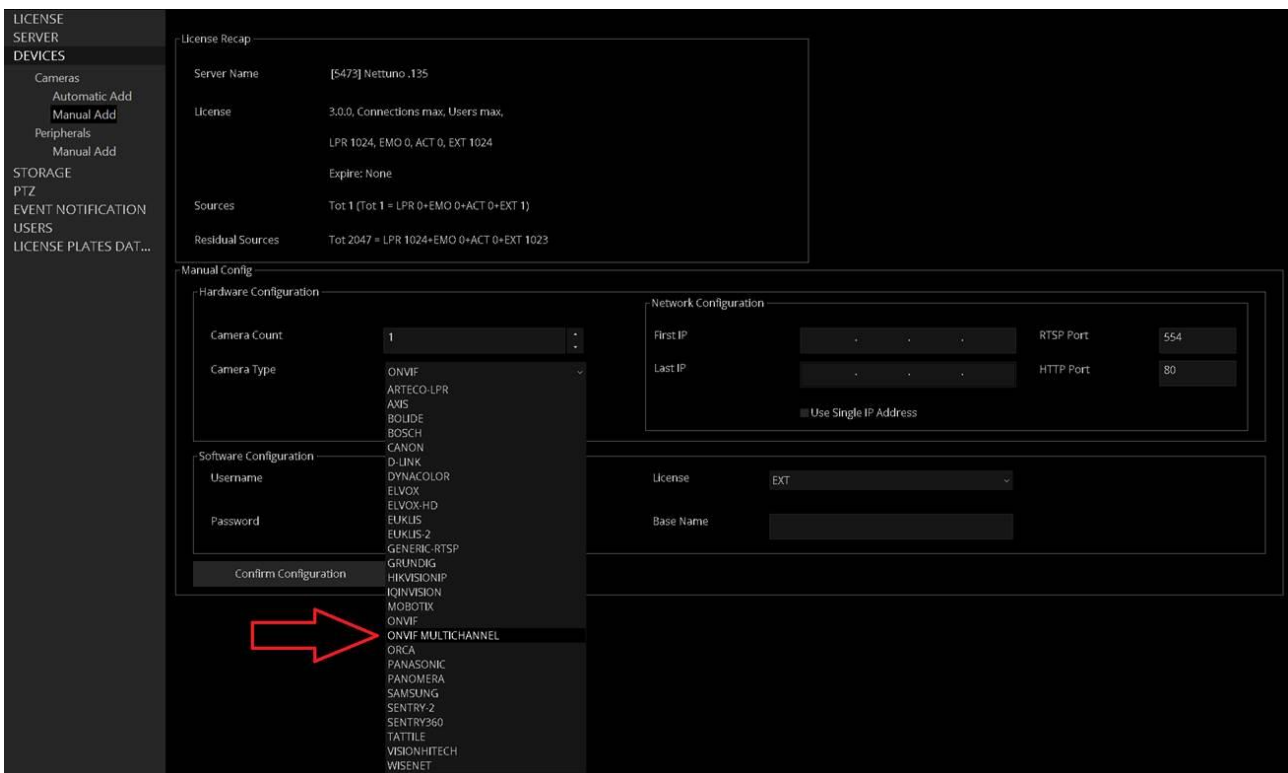 LICENSE
SERVER
DEVICES
Cameras
Automatic Add
Manual Add
Peripherals
Manual Add
STORAGE
PTZ
EVENT NOTIFICATION
USERS
LICENSE PLATES DAT...
License Recap
Server Name [5473] Nettuno .135
License 3.0.0, Connections max, Users max,
LPR 1024, EMO 0, ACT 0, EXT 1024
Expire: None
Sources Tot 1 (Tot 1 = LPR 0+EMO 0+ACT 0+EXT 1)
Residual Sources Tot 2047 = LPR 1024+EMO 0+ACT 0+EXT 1023
Manual Config
Hardware Configuration
Camera Count 1
Camera Type ONVIF
ARTECO-LPR
AXIS
BOLIDE
BOSCH
CANON
D-LINK
DYNACOLOR
ELVOX
ELVOX-HD
EUKLIS
EUKLIS-2
GENERIC-RTSP
GRUNDIG
HIKVISIONIP
IQINVISION
MOBOTIX
ONVIF
ONVIF MULTICHANNEL
ORCA
PANASONIC
PANOMERA
SAMSUNG
SENTRY-2
SENTRY360
TATTILE
VISIONHITECH
WISENET
Network Configuration
First IP . . . RTSP Port 554
Last IP . . . HTTP Port 80
Use Single IP Address
Software Configuration
Username
Password
License EXT
Base Name
Confirm Configuration